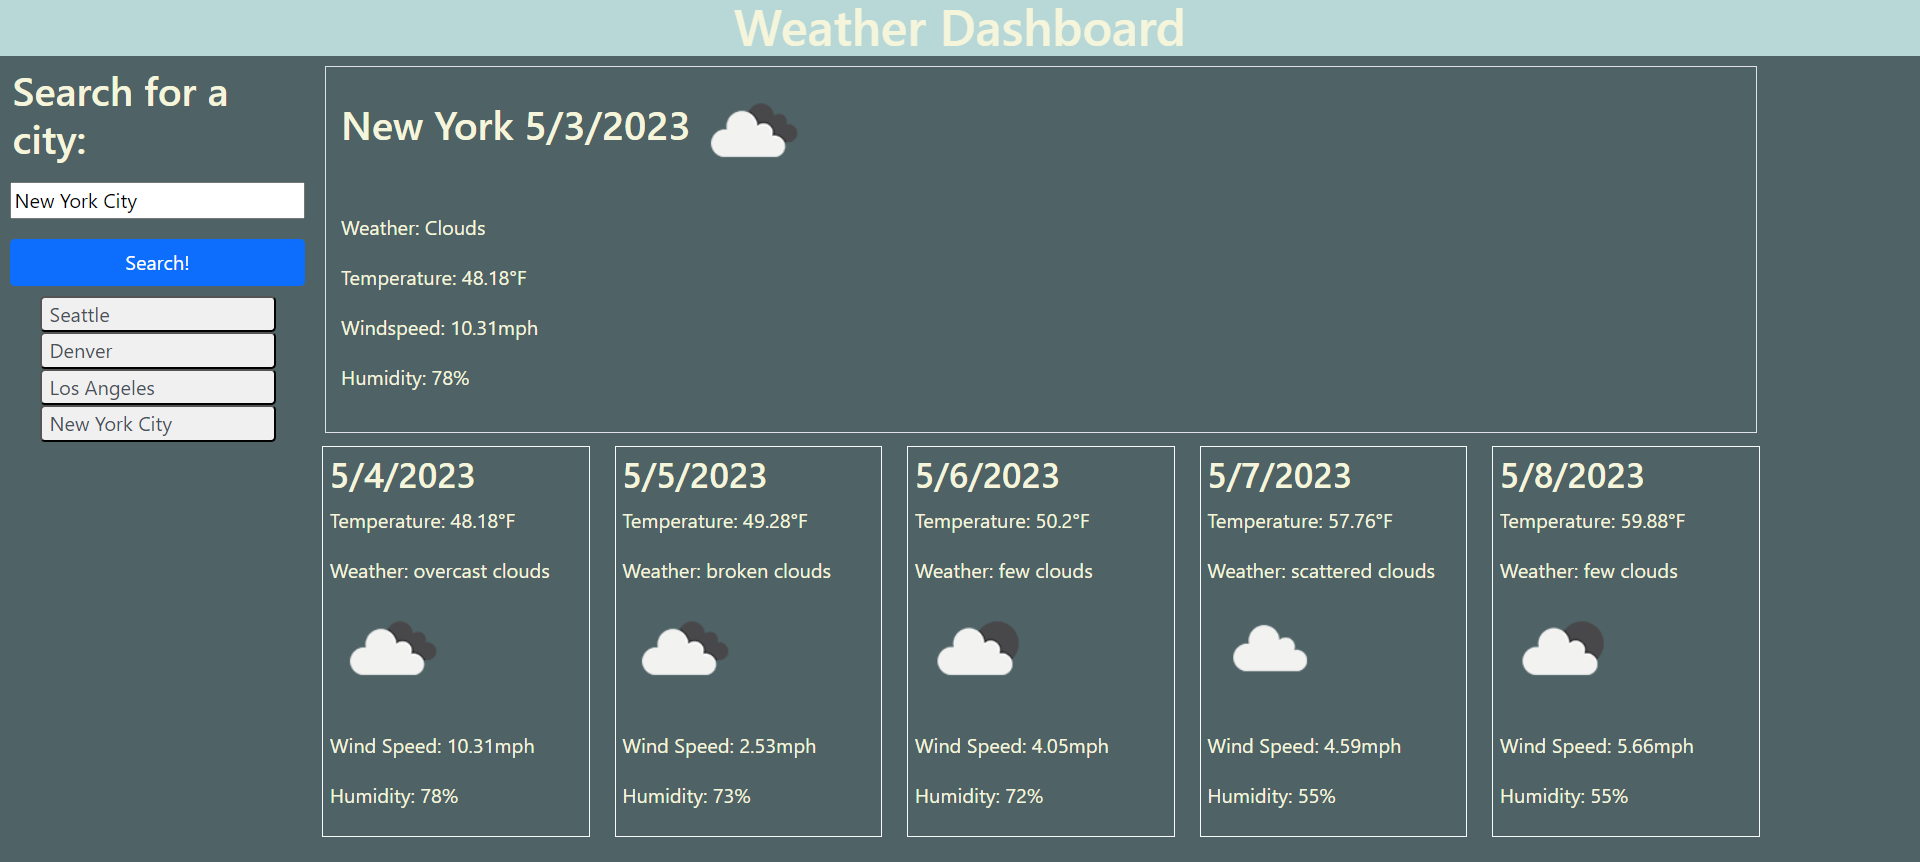 Weather Dashboard
Search for a
city:
New York City
Search!
Seattle
Denver
Los Angeles
New York City
New York 5/3/2023
Weather: Clouds
Temperature: 48.18°F
Windspeed: 10.31mph
Humidity: 78%
5/4/2023
Temperature: 48.18°F
Weather: overcast clouds
Wind Speed: 10.31mph
Humidity: 78%
5/5/2023
Temperature: 49.28°F
Weather: broken clouds
Wind Speed: 2.53mph
Humidity: 73%
5/6/2023
Temperature: 50.2°F
Weather: few clouds
Wind Speed: 4.05mph
Humidity: 72%
5/7/2023
Temperature: 57.76°F
Weather: scattered clouds
Wind Speed: 4.59mph
Humidity: 55%
5/8/2023
Temperature: 59.88°F
Weather: few clouds
Wind Speed: 5.66mph
Humidity: 55%